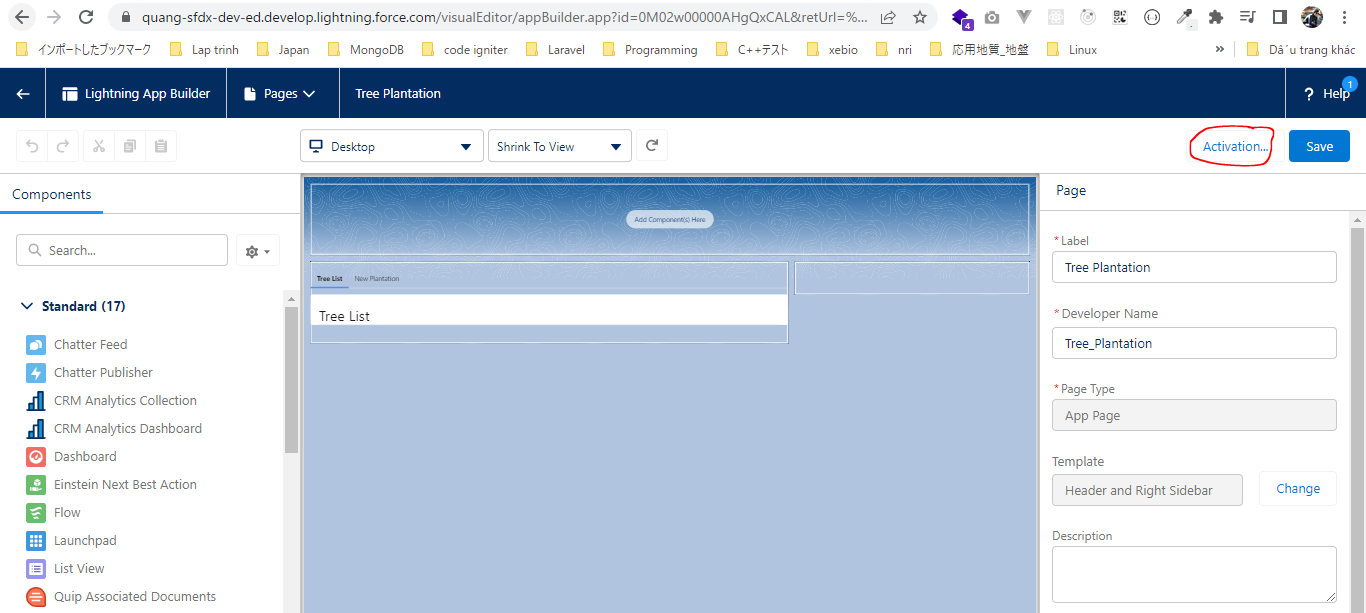 quang-sfdx-dev-ed.develop.lightning.force.com/visualEditor/appBuilder.app?id=0M02w00000AHgQxCAL&retUrl=%...
4
インポートしたブックマーク Lap trinh Japan MongoDB code igniter Laravel Programming C++テスト xebio nri 応用地質_地盤 Linux » Dấu trang khác
Lightning App Builder Pages Tree Plantation ? Help 1
Desktop Shrink To View Activation... Save
Components
Search...
Standard (17)
Chatter Feed
Chatter Publisher
CRM Analytics Collection
CRM Analytics Dashboard
Dashboard
Einstein Next Best Action
Flow
Launchpad
List View
Quip Associated Documents
Add Component(s) Here
Tree List New Plantation
Tree List
Page
*Label
Tree Plantation
*Developer Name
Tree_Plantation
*Page Type
App Page
Template
Header and Right Sidebar Change
Description